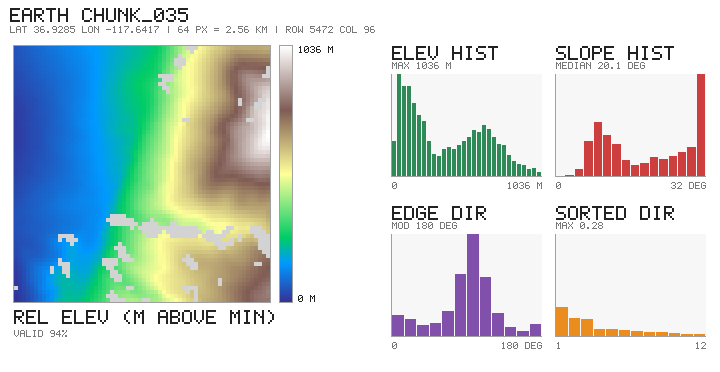 EARTH CHUNK_035
LAT 36.9285 LON -117.6417 | 64 PX = 2.56 KM | ROW 5472 COL 96
1036 M
0 M
REL ELEV (M ABOVE MIN)
VALID 94%
ELEV HIST
MAX 1036 M
0 1036 M
SLOPE HIST
MEDIAN 20.1 DEG
0 32 DEG
EDGE DIR
MOD 180 DEG
0 180 DEG
SORTED DIR
MAX 0.28
1 12